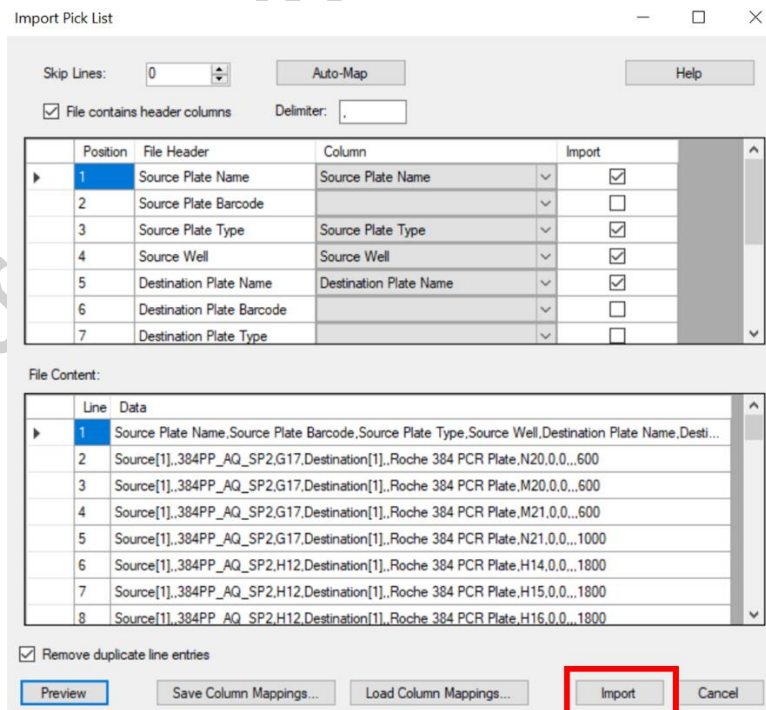 Import Pick List
Skip Lines: 0 Auto-Map Help
File contains header columns Delimiter: ,
Position File Header Column Import
1 Source Plate Name Source Plate Name
2 Source Plate Barcode
3 Source Plate Type Source Plate Type
4 Source Well Source Well
5 Destination Plate Name Destination Plate Name
6 Destination Plate Barcode
7 Destination Plate Type
File Content:
Line Data
1 Source Plate Name,Source Plate Barcode,Source Plate Type,Source Well,Destination Plate Name,Desti...
2 Source[1],,384PP_AQ_SP2,G17,Destination[1],,Roche 384 PCR Plate,N20,0,0,,,600
3 Source[1],,384PP_AQ_SP2,G17,Destination[1],,Roche 384 PCR Plate,M20,0,0,,,600
4 Source[1],,384PP_AQ_SP2,G17,Destination[1],,Roche 384 PCR Plate,M21,0,0,,,600
5 Source[1],,384PP_AQ_SP2,G17,Destination[1],,Roche 384 PCR Plate,N21,0,0,,,1000
6 Source[1],,384PP_AQ_SP2,H12,Destination[1],,Roche 384 PCR Plate,H14,0,0,,,1800
7 Source[1],,384PP_AQ_SP2,H12,Destination[1],,Roche 384 PCR Plate,H15,0,0,,,1800
8 Source[1],,384PP_AQ_SP2,H12,Destination[1],,Roche 384 PCR Plate,H16,0,0,,,1800
Remove duplicate line entries
Preview Save Column Mappings... Load Column Mappings... Import Cancel